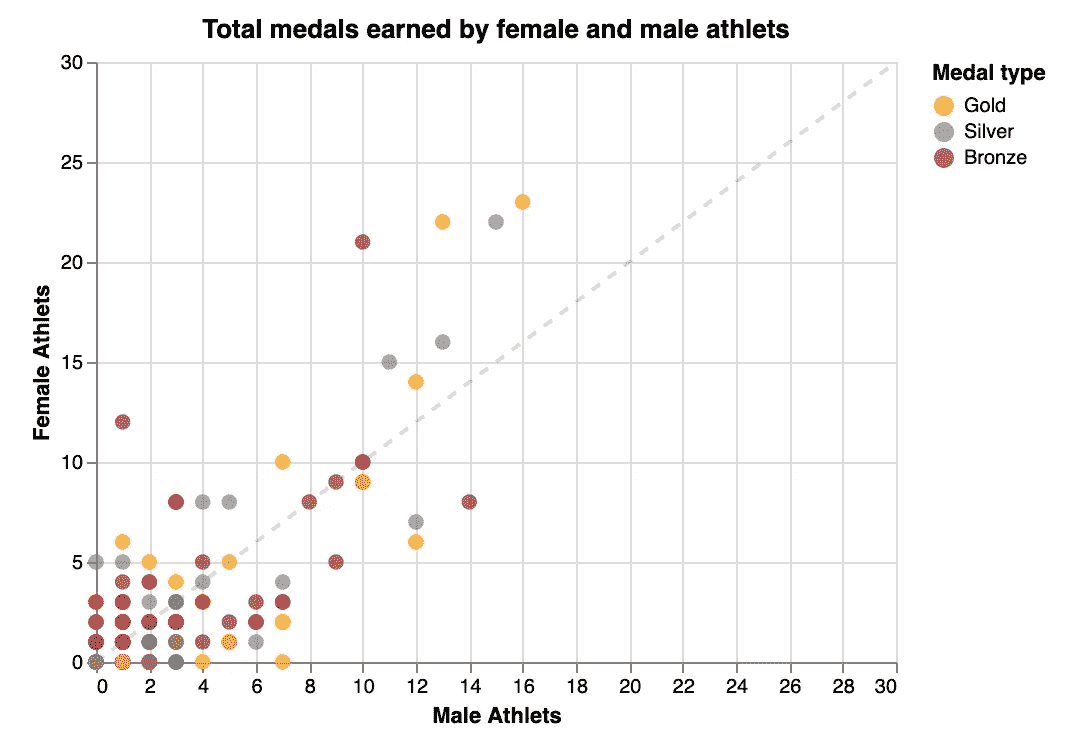 Total medals earned by female and male athlets
Medal type
Gold
Silver
Bronze
Female Athlets
30
25
20
15
10
5
0
0 2 4 6 8 10 12 14 16 18 20 22 24 26 28 30
Male Athlets